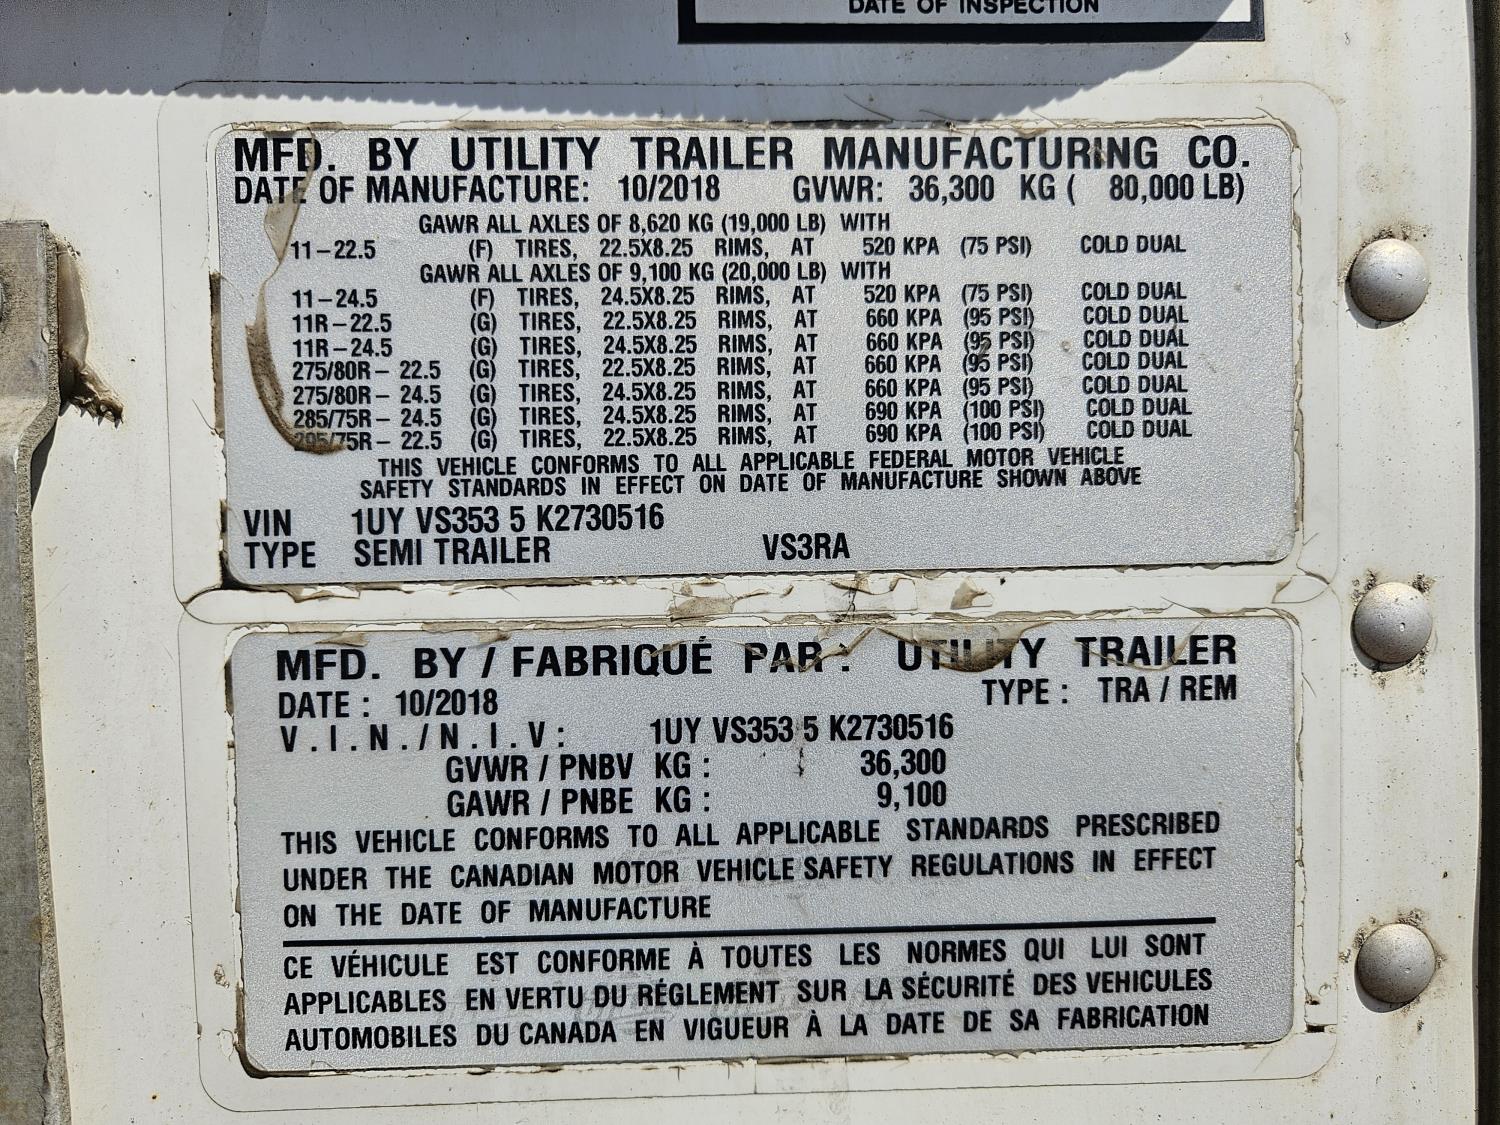 DATE OF INSPECTION
MFD. BY UTILITY TRAILER MANUFACTURING CO.
DATE OF MANUFACTURE: 10/2018 GVWR: 36,300 KG ( 80,000 LB)
GAWR ALL AXLES OF 8,620 KG (19,000 LB) WITH
11-22.5 (F) TIRES, 22.5X8.25 RIMS, AT 520 KPA (75 PSI) COLD DUAL
GAWR ALL AXLES OF 9,100 KG (20,000 LB) WITH
11-24.5 (F) TIRES, 24.5X8.25 RIMS, AT 520 KPA (75 PSI) COLD DUAL
11R-22.5 (G) TIRES, 22.5X8.25 RIMS, AT 660 KPA (95 PSI) COLD DUAL
11R-24.5 (G) TIRES, 24.5X8.25 RIMS, AT 660 KPA (95 PSI) COLD DUAL
275/80R- 22.5 (G) TIRES, 22.5X8.25 RIMS, AT 660 KPA (95 PSI) COLD DUAL
275/80R- 24.5 (G) TIRES, 24.5X8.25 RIMS, AT 660 KPA (95 PSI) COLD DUAL
285/75R- 24.5 (G) TIRES, 24.5X8.25 RIMS, AT 690 KPA (100 PSI) COLD DUAL
295/75R- 22.5 (G) TIRES, 22.5X8.25 RIMS, AT 690 KPA (100 PSI) COLD DUAL
THIS VEHICLE CONFORMS TO ALL APPLICABLE FEDERAL MOTOR VEHICLE
SAFETY STANDARDS IN EFFECT ON DATE OF MANUFACTURE SHOWN ABOVE
VIN 1UY VS353 5 K2730516
TYPE SEMI TRAILER VS3RA
MFD. BY / FABRIQUÉ PAR : UTILITY TRAILER
DATE : 10/2018 TYPE : TRA / REM
V.I.N./N.I.V: 1UY VS353 5 K2730516
GVWR / PNBV KG : 36,300
GAWR / PNBE KG : 9,100
THIS VEHICLE CONFORMS TO ALL APPLICABLE STANDARDS PRESCRIBED
UNDER THE CANADIAN MOTOR VEHICLE SAFETY REGULATIONS IN EFFECT
ON THE DATE OF MANUFACTURE
CE VÉHICULE EST CONFORME À TOUTES LES NORMES QUI LUI SONT
APPLICABLES EN VERTU DU RÉGLEMENT SUR LA SÉCURITÉ DES VEHICULES
AUTOMOBILES DU CANADA EN VIGUEUR À LA DATE DE SA FABRICATION